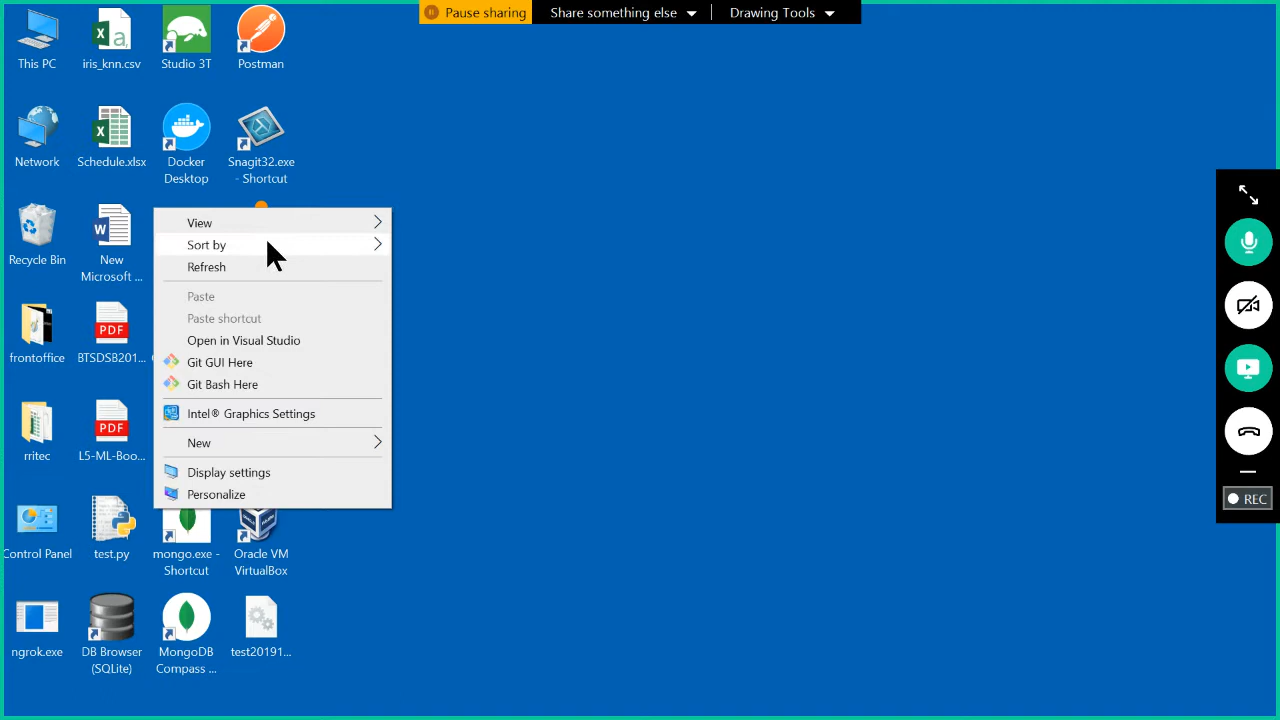 Pause sharing
Share something else
Drawing Tools
This PC
iris_knn.csv
Studio 3T
Postman
Network
Schedule.xlsx
Docker
Desktop
Snagit32.exe
- Shortcut
Recycle Bin
New
Microsoft ...
View
Sort by
Refresh
Paste
Paste shortcut
Open in Visual Studio
Git GUI Here
Git Bash Here
Intel® Graphics Settings
New
Display settings
Personalize
frontoffice
PDF
BTSDSB201...
rritec
PDF
L5-ML-Boo...
Control Panel
test.py
mongo.exe -
Shortcut
Oracle VM
VirtualBox
ngrok.exe
DB Browser
(SQLite)
MongoDB
Compass ...
test20191...
REC